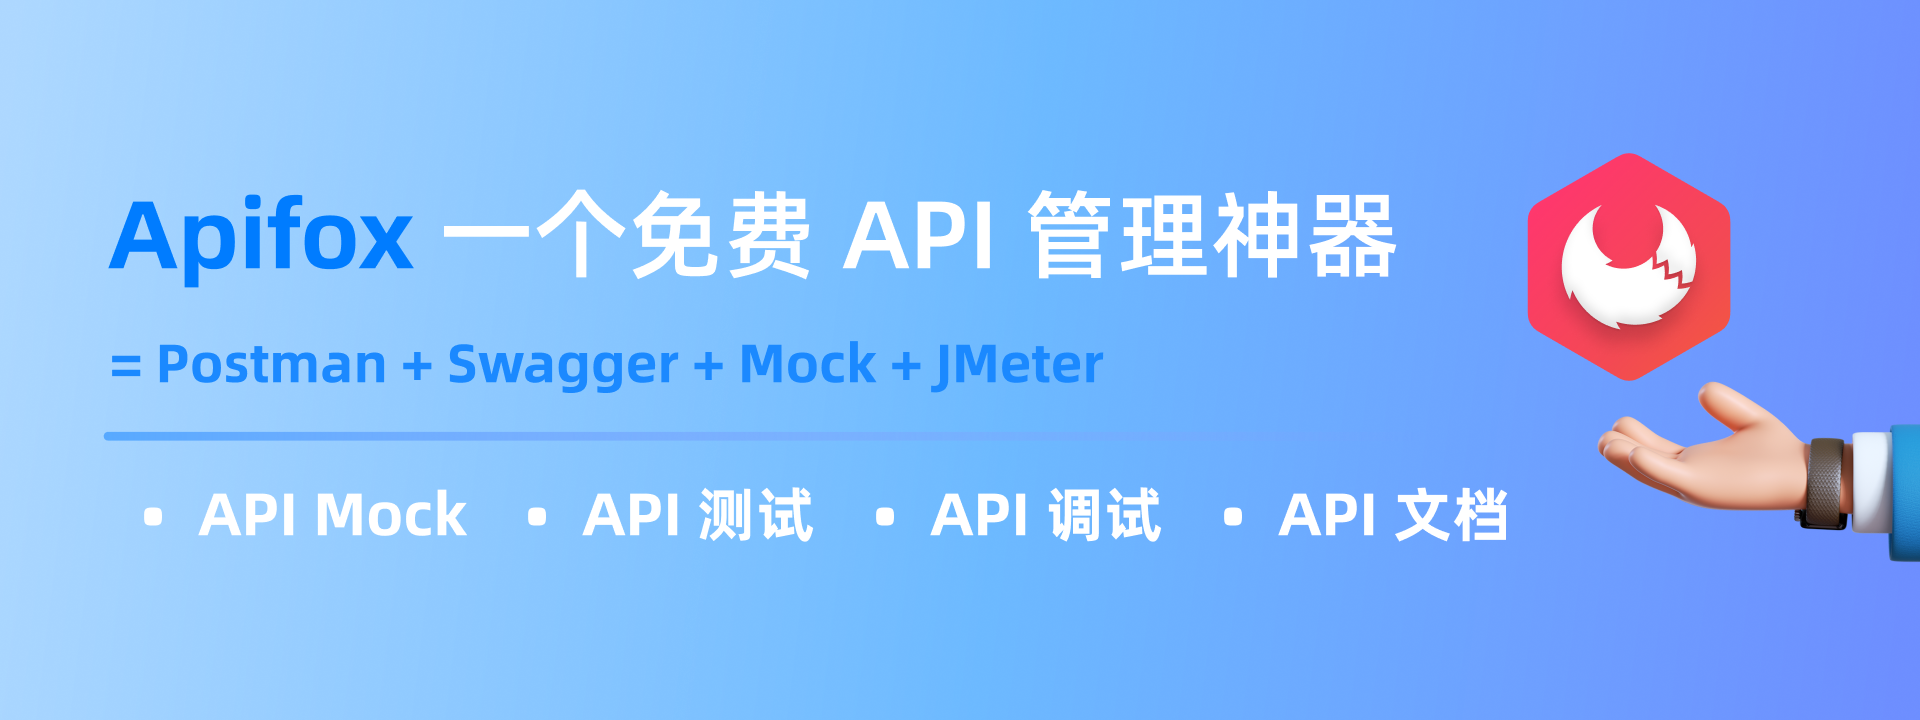 Apifox 一个免费 API 管理神器
= Postman + Swagger + Mock + JMeter
• API Mock • API 测试 • API 调试 • API 文档